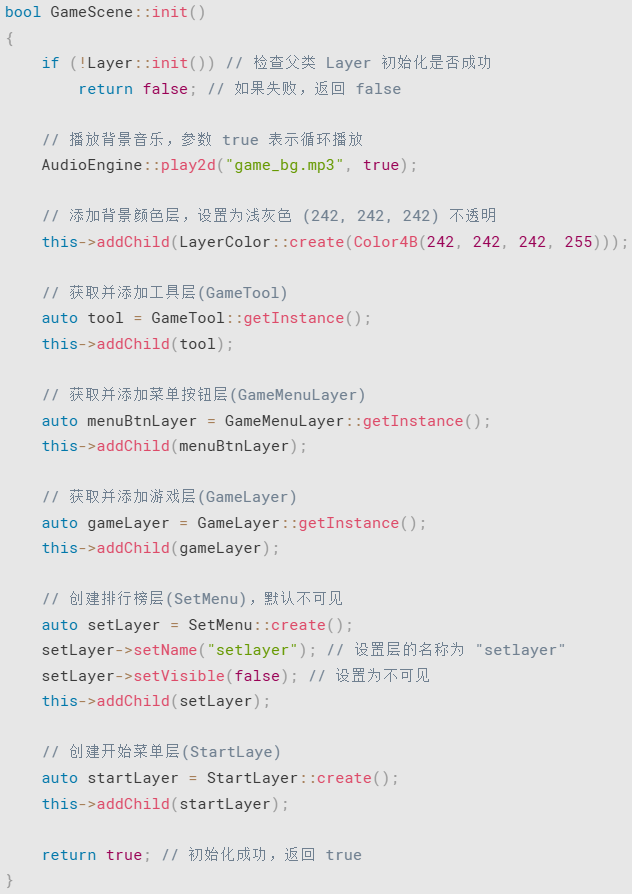 bool GameScene::init()
{
    if (!Layer::init()) // 检查父类 Layer 初始化是否成功
        return false; // 如果失败，返回 false
    // 播放背景音乐，参数 true 表示循环播放
    AudioEngine::play2d("game_bg.mp3", true);
    // 添加背景颜色层，设置为浅灰色 (242, 242, 242) 不透明
    this->addChild(LayerColor::create(Color4B(242, 242, 242, 255)));
    // 获取并添加工具层(GameTool)
    auto tool = GameTool::getInstance();
    this->addChild(tool);
    // 获取并添加菜单按钮层(GameMenuLayer)
    auto menuBtnLayer = GameMenuLayer::getInstance();
    this->addChild(menuBtnLayer);
    // 获取并添加游戏层(GameLayer)
    auto gameLayer = GameLayer::getInstance();
    this->addChild(gameLayer);
    // 创建排行榜层(SetMenu)，默认不可见
    auto setLayer = SetMenu::create();
    setLayer->setName("setlayer"); // 设置层的名称为 "setlayer"
    setLayer->setVisible(false); // 设置为不可见
    this->addChild(setLayer);
    // 创建开始菜单层(StartLaye)
    auto startLayer = StartLayer::create();
    this->addChild(startLayer);
    return true; // 初始化成功，返回 true
}